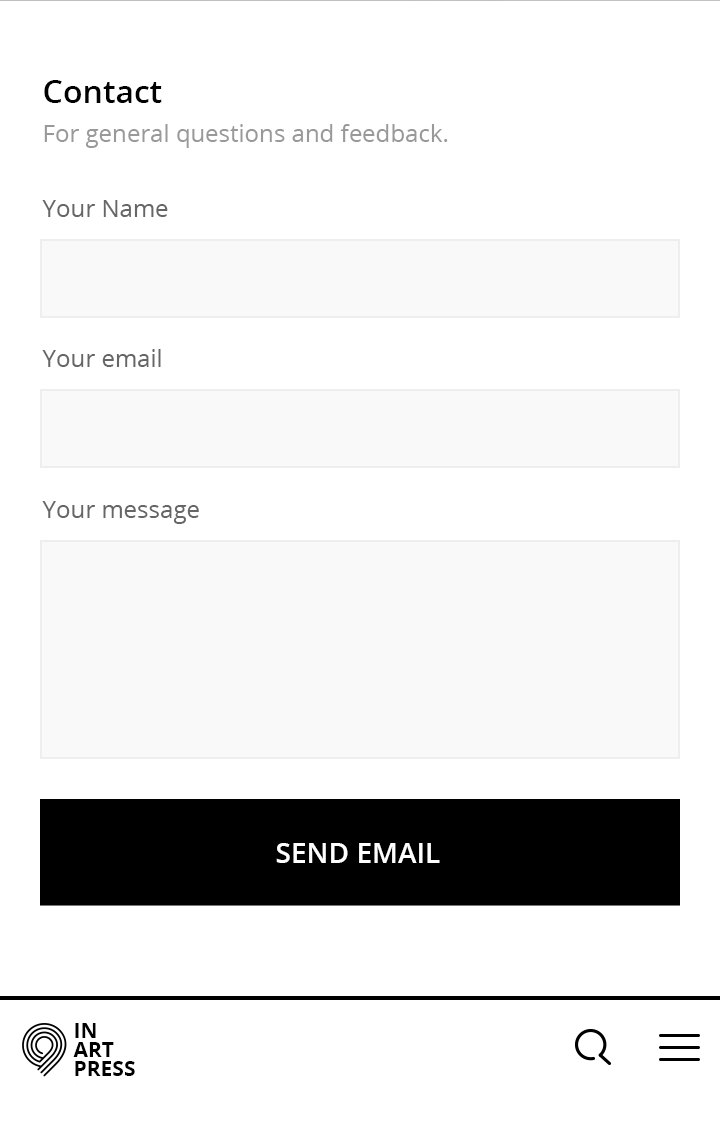 Contact
For general questions and feedback.
Your Name
Your email
Your message
SEND EMAIL
IN
ART
PRESS